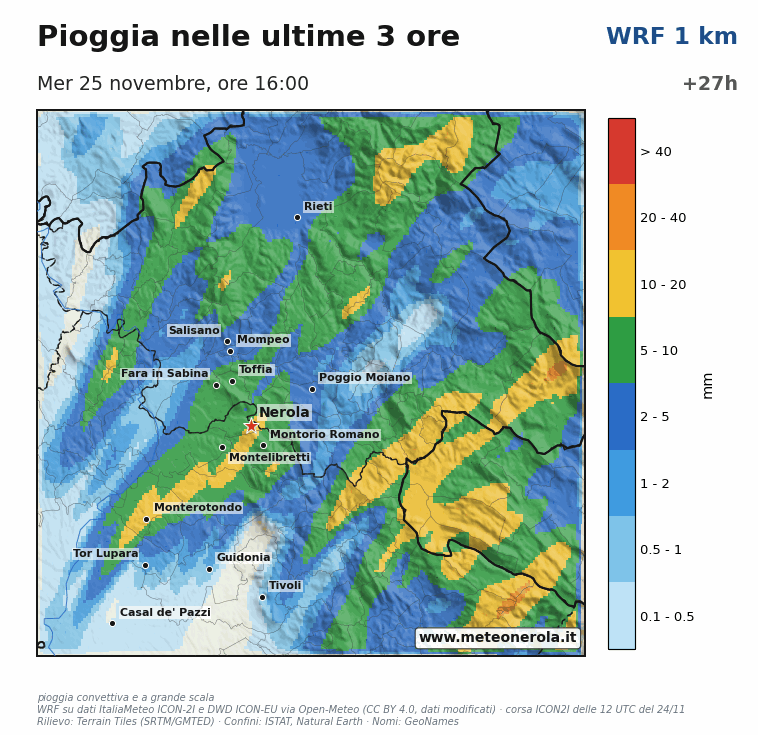 Pioggia nelle ultime 3 ore
WRF 1 km
Mer 25 novembre, ore 16:00
+27h
> 40
20 - 40
10 - 20
5 - 10
2 - 5
1 - 2
0.5 - 1
0.1 - 0.5
mm
Rieti
Salisano
Mompeo
Fara in Sabina
Toffia
Poggio Moiano
Nerola
Montorio Romano
Montelibretti
Monterotondo
Tor Lupara
Guidonia
Tivoli
Casal de' Pazzi
www.meteonerola.it
pioggia convettiva e a grande scala
WRF su dati ItaliaMeteo ICON-2I e DWD ICON-EU via Open-Meteo (CC BY 4.0, dati modificati) · corsa ICON2I delle 12 UTC del 24/11
Rilievo: Terrain Tiles (SRTM/GMTED) · Confini: ISTAT, Natural Earth · Nomi: GeoNames